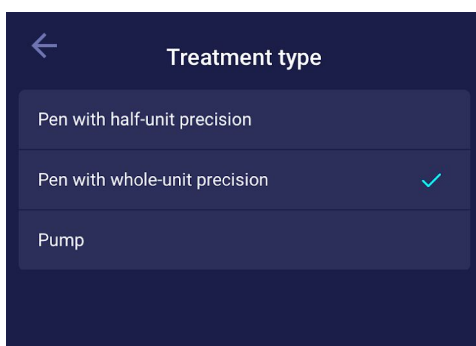 Treatment type
Pen with half-unit precision
Pen with whole-unit precision
Pump